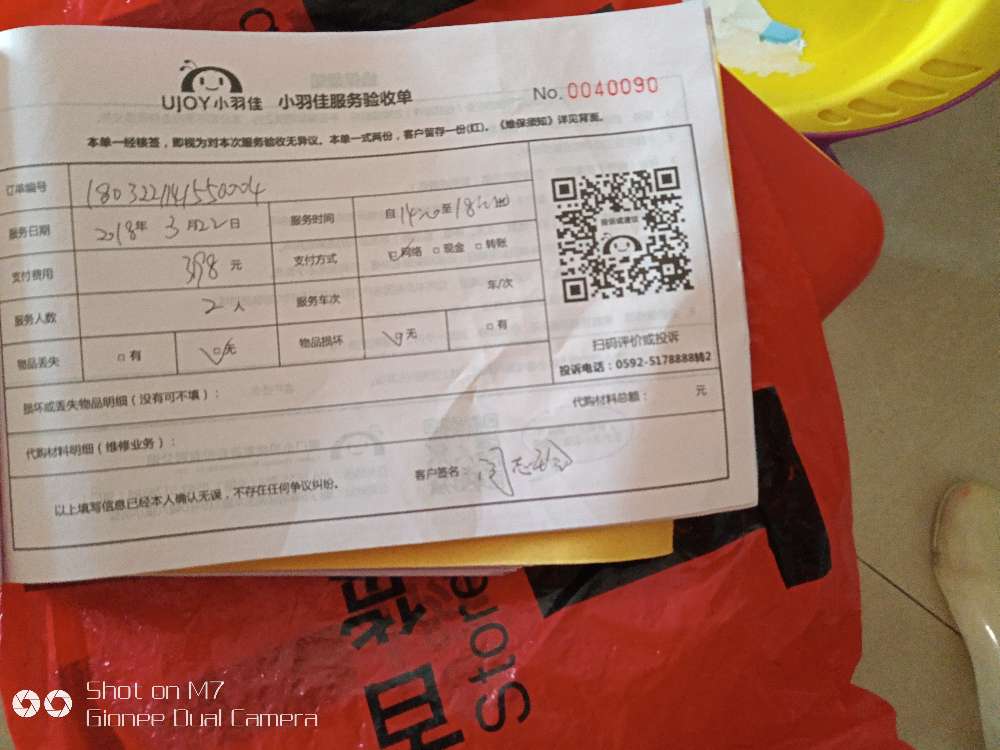 UJOY小羽佳 小羽佳服务验收单 No. 0040090
本单一经接签，即视为对本次服务验收无异议。本单一式两份，客户留存一份(红)。《维保须知》详见背面。
订单编号 1803221141550004
服务日期 2018年 3月22日 服务时间 自14:00至18:00
支付费用 398 元 支付方式 网络 □ 现金 □ 转账
服务人数 2 人 服务车次 车/次
物品丢失 □ 有 □ 无 物品损坏 □ 无 □ 有
扫码评价或投诉
投诉电话：0592-5178888转2
损坏或丢失物品明细（没有可不填）：
代购材料明细（维修业务）： 代购材料总额： 元
以上填写信息已经本人确认无误，不存在任何争议纠纷。 客户签名：
Store
Shot on M7
Gionee Dual Camera